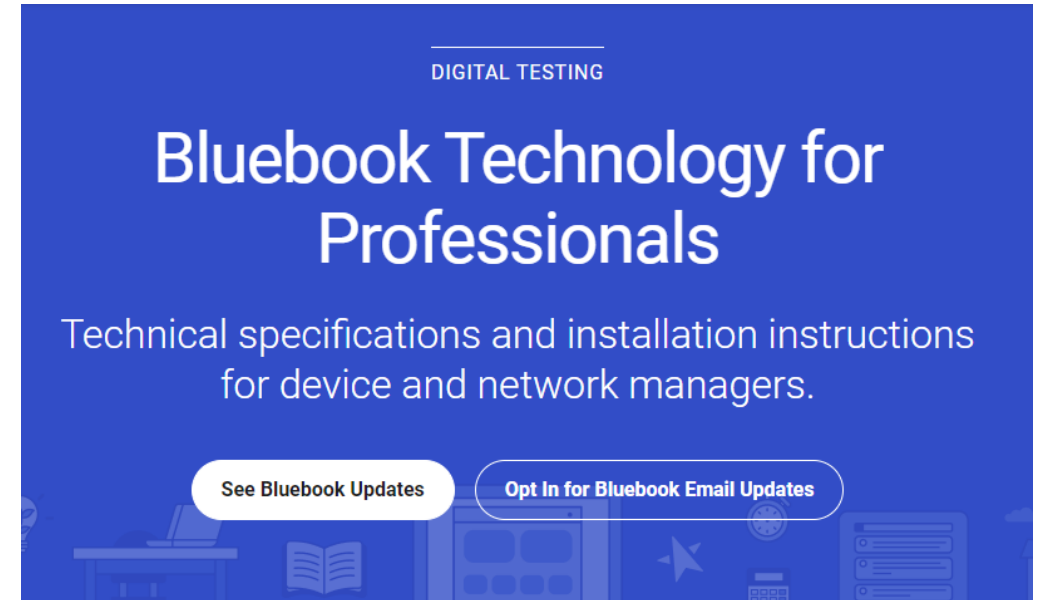 DIGITAL TESTING
Bluebook Technology for
Professionals
Technical specifications and installation instructions
for device and network managers.
See Bluebook Updates
Opt In for Bluebook Email Updates